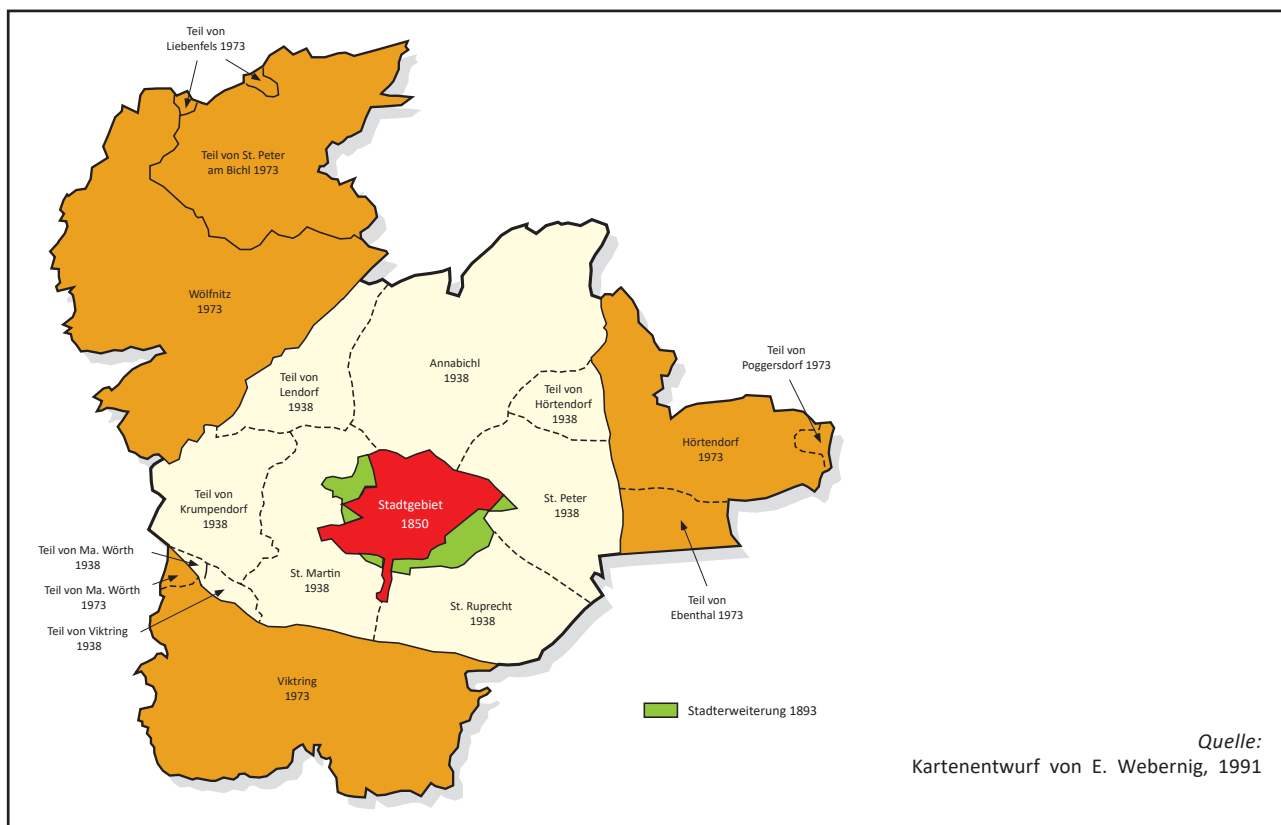 Teil von
Liebenfels 1973
Teil von St. Peter
am Bichl 1973
Wölfnitz
1973
Annabichl
1938
Teil von
Lendorf
1938
Teil von
Hörtendorf
1938
Teil von
Poggersdorf 1973
Hörtendorf
1973
Teil von
Krumpendorf
1938
Stadtgebiet
1850
St. Peter
1938
Teil von Ma. Wörth
1938
Teil von Ma. Wörth
1973
Teil von Viktring
1938
St. Martin
1938
St. Ruprecht
1938
Teil von
Ebenthal 1973
Viktring
1973
Stadterweiterung 1893
Quelle:
Kartenentwurf von E. Webernig, 1991